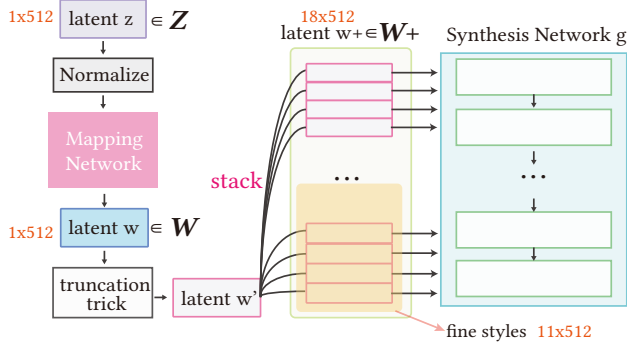 1x512
latent z ∈ Z
Normalize
Mapping
Network
1x512
latent w ∈ W
truncation
trick
latent w'
stack
18x512
latent w+∈W+
...
fine styles 11x512
Synthesis Network g
...